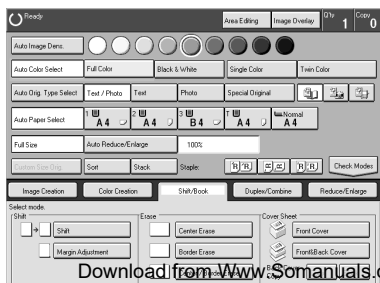 Ready Area Editing Image Overlay Q'ty 1 Copy 0
Auto Image Dens.
Auto Color Select Full Color Black & White Single Color Twin Color
Auto Orig. Type Select Text / Photo Text Photo Special Original
Auto Paper Select 1 A4 2 A4 3 B4 T A4 Normal A4
Full Size Auto Reduce/Enlarge 100%
Custom Size Orig. Sort Stack Staple: Check Modes
Image Creation Color Creation Shift/Book Duplex/Combine Reduce/Enlarge
Select mode.
Shift Erase Cover Sheet
Shift Center Erase Front Cover
Margin Adjustment Border Erase Front&Back Cover
Download from Www.Somanuals.c